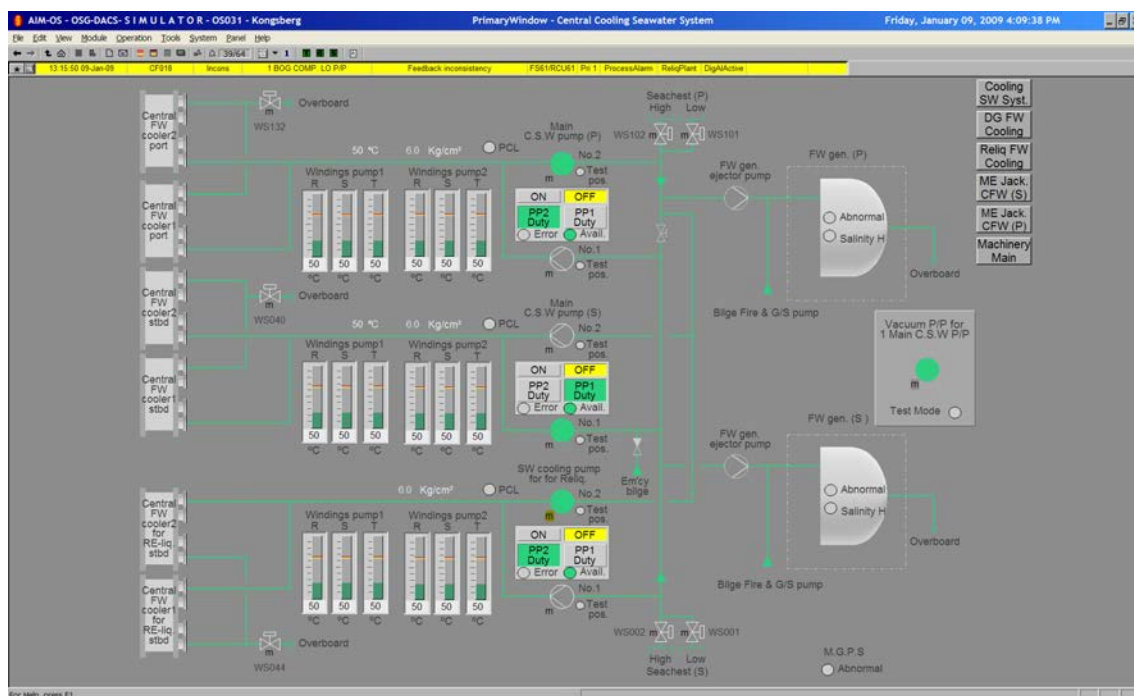 AIM-OS - OSG-DACS- S I M U L A T O R - OS031 - Kongsberg
PrimaryWindow - Central Cooling Seawater System
Friday, January 09, 2009 4:09:38 PM
File Edit View Module Operation Tools System Panel Help
39/64 1
13:15:50 09-Jan-09 CF018 Incons 1 BOG COMP. LO P/P Feedback inconsistency FS61/RCU61 Pri 1 ProcessAlarm ReliqPlant DigAlActive
Central
FW
cooler2
port
Overboard
m
WS132
50 °C 6.0 Kg/cm² PCL
Main
C.S.W pump (P)
No.2
m
Test
pos.
Windings pump1
R S T
50 50 50
°C °C °C
Windings pump2
R S T
50 50 50
°C °C °C
ON OFF
PP2
Duty
PP1
Duty
Error Avail.
No.1
m
Test
pos.
Central
FW
cooler1
port
Central
FW
cooler2
stbd
Overboard
m
WS040
50 °C 6.0 Kg/cm² PCL
Main
C.S.W pump (S)
No.2
m
Test
pos.
Windings pump1
R S T
50 50 50
°C °C °C
Windings pump2
R S T
50 50 50
°C °C °C
ON OFF
PP2
Duty
PP1
Duty
Error Avail.
No.1
m
Test
pos.
Central
FW
cooler1
stbd
6.0 Kg/cm² PCL
SW cooling pump
for for Reliq.
No.2
m
Test
pos.
Central
FW
cooler2
for
RE-liq.
stbd
Windings pump1
R S T
50 50 50
°C °C °C
Windings pump2
R S T
50 50 50
°C °C °C
ON OFF
PP2
Duty
PP1
Duty
Error Avail.
No.1
m
Test
pos.
Central
FW
cooler1
for
RE-liq.
stbd
m
Overboard
WS044
Seachest (P)
High Low
WS102 m m WS101
FW gen.
ejector pump
FW gen. (P)
Abnormal
Salinity H
Overboard
Bilge Fire & G/S pump
Vacuum P/P for
1 Main C.S.W P/P
m
Test Mode
FW gen. (S )
FW gen.
ejector pump
Em'cy
bilge
Abnormal
Salinity H
Overboard
Bilge Fire & G/S pump
WS002 m m WS001
High Low
Seachest (S)
M.G.P.S
Abnormal
Cooling
SW Syst.
DG FW
Cooling
Reliq FW
Cooling
ME Jack.
CFW (S)
ME Jack.
CFW (P)
Machinery
Main
For Help, press F1